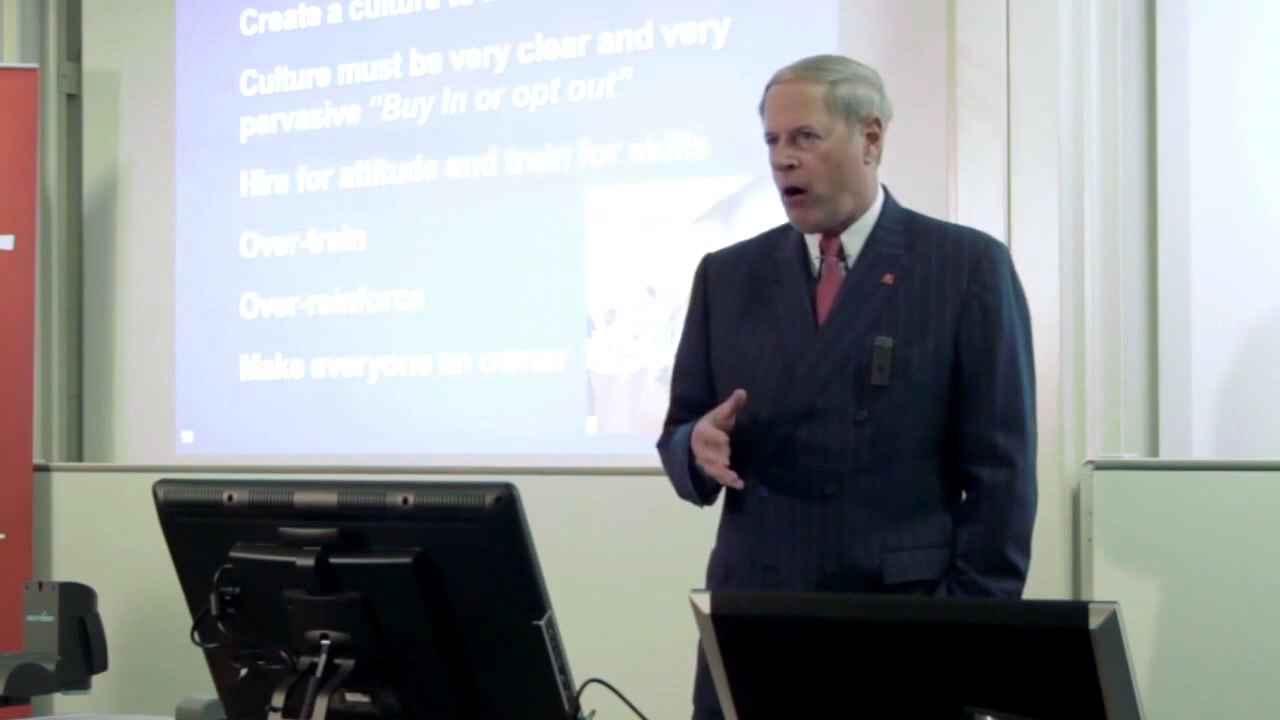 Create a culture to
Culture must be very clear and very
pervasive "Buy in or opt out"
Hire for attitude and train for skills
Over-train
Over-reinforce
Make everyone an owner